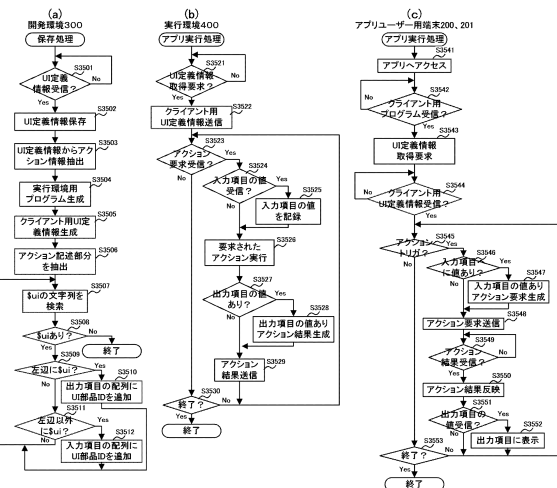 (a)
開発環境300
保存処理
S3501
UI定義
情報受信？
No
Yes
S3502
UI定義情報保存
S3503
UI定義情報からアク
ション情報抽出
S3504
実行環境用
プログラム生成
S3505
クライアント用UI定
義情報生成
S3506
アクション記述部分
を抽出
S3507
$uiの文字列を
検索
S3508
$uiあり？
No
終了
Yes
S3509
左辺に$ui？
Yes
S3510
出力項目の配列に
UI部品IDを追加
No
S3511
左辺以外
に$ui？
Yes
S3512
入力項目の配列に
UI部品IDを追加
No
(b)
実行環境400
アプリ実行処理
S3521
UI定義情報
取得要求？
No
Yes
S3522
クライアント用
UI定義情報送信
S3523
アクション
要求受信？
Yes
No
S3524
入力項目の値
受信？
Yes
S3525
入力項目の値
を記録
No
S3526
要求された
アクション実行
S3527
出力項目の値
あり？
Yes
S3528
出力項目の値あり
アクション結果生成
No
S3529
アクション
結果送信
S3530
終了？
No
Yes
終了
(c)
アプリユーザー用端末200、201
アプリ実行処理
S3541
アプリへアクセス
S3542
No
クライアント用
プログラム受信？
Yes
S3543
UI定義情報
取得要求
S3544
No
クライアント用
UI定義情報受信？
Yes
S3545
アクション
トリガ？
Yes
No
S3546
入力項目へ
に値あり？
Yes
S3547
入力項目の値あり
アクション要求生成
No
S3548
アクション要求送信
S3549
アクション
結果受信？
No
Yes
S3550
アクション結果反映
S3551
出力項目の
値受信？
Yes
S3552
出力項目に表示
No
S3553
終了？
No
Yes
終了